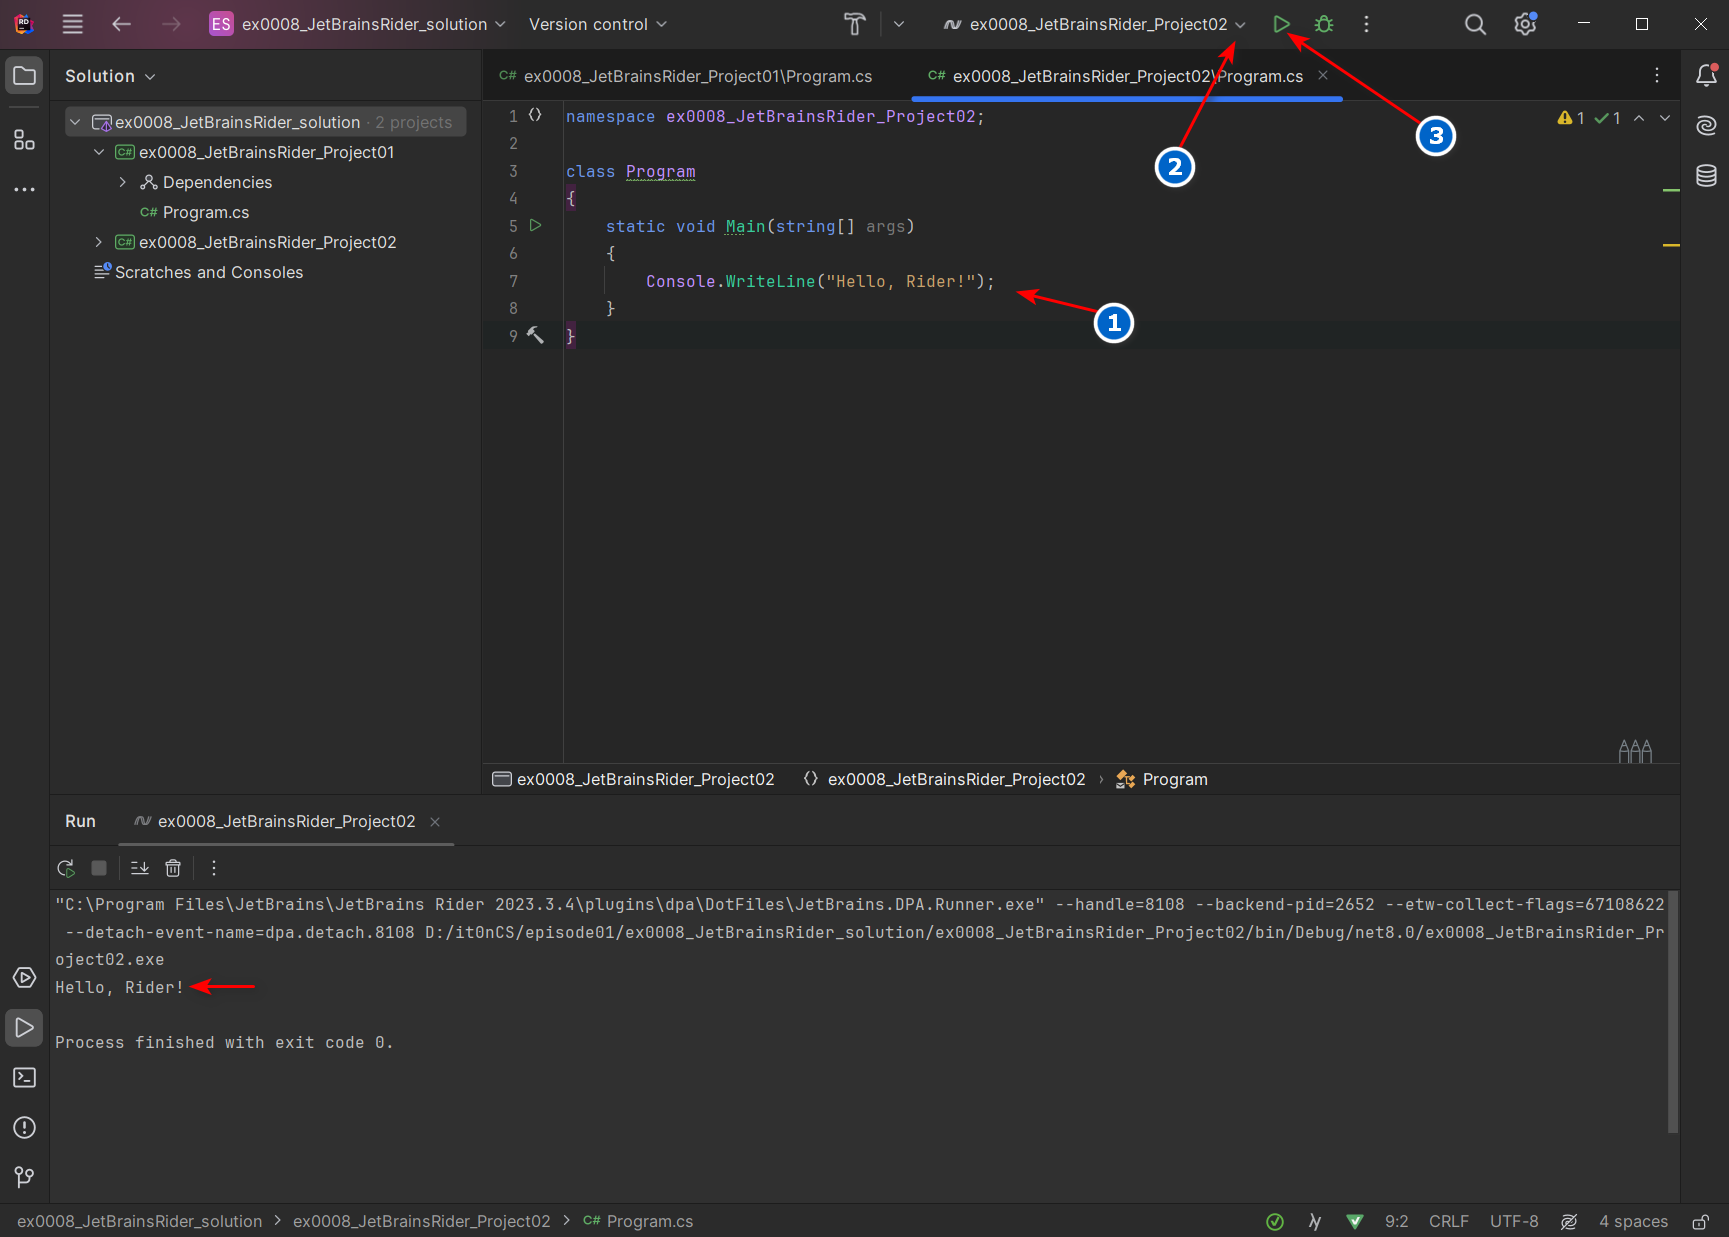 ES ex0008_JetBrainsRider_solution Version control ex0008_JetBrainsRider_Project02
Solution
C# ex0008_JetBrainsRider_Project01\Program.cs C# ex0008_JetBrainsRider_Project02\Program.cs
ex0008_JetBrainsRider_solution · 2 projects
C# ex0008_JetBrainsRider_Project01
Dependencies
C# Program.cs
C# ex0008_JetBrainsRider_Project02
Scratches and Consoles
1 namespace ex0008_JetBrainsRider_Project02;
1 1
2
3 class Program
4 {
5 static void Main(string[] args)
6 {
7 Console.WriteLine("Hello, Rider!");
8 }
9 }
2
3
1
ex0008_JetBrainsRider_Project02 ex0008_JetBrainsRider_Project02 › Program
Run ex0008_JetBrainsRider_Project02
"C:\Program Files\JetBrains\JetBrains Rider 2023.3.4\plugins\dpa\DotFiles\JetBrains.DPA.Runner.exe" --handle=8108 --backend-pid=2652 --etw-collect-flags=67108622
--detach-event-name=dpa.detach.8108 D:/it0nCS/episode01/ex0008_JetBrainsRider_solution/ex0008_JetBrainsRider_Project02/bin/Debug/net8.0/ex0008_JetBrainsRider_Pr
oject02.exe
Hello, Rider!
Process finished with exit code 0.
ex0008_JetBrainsRider_solution > ex0008_JetBrainsRider_Project02 > C# Program.cs 9:2 CRLF UTF-8 4 spaces